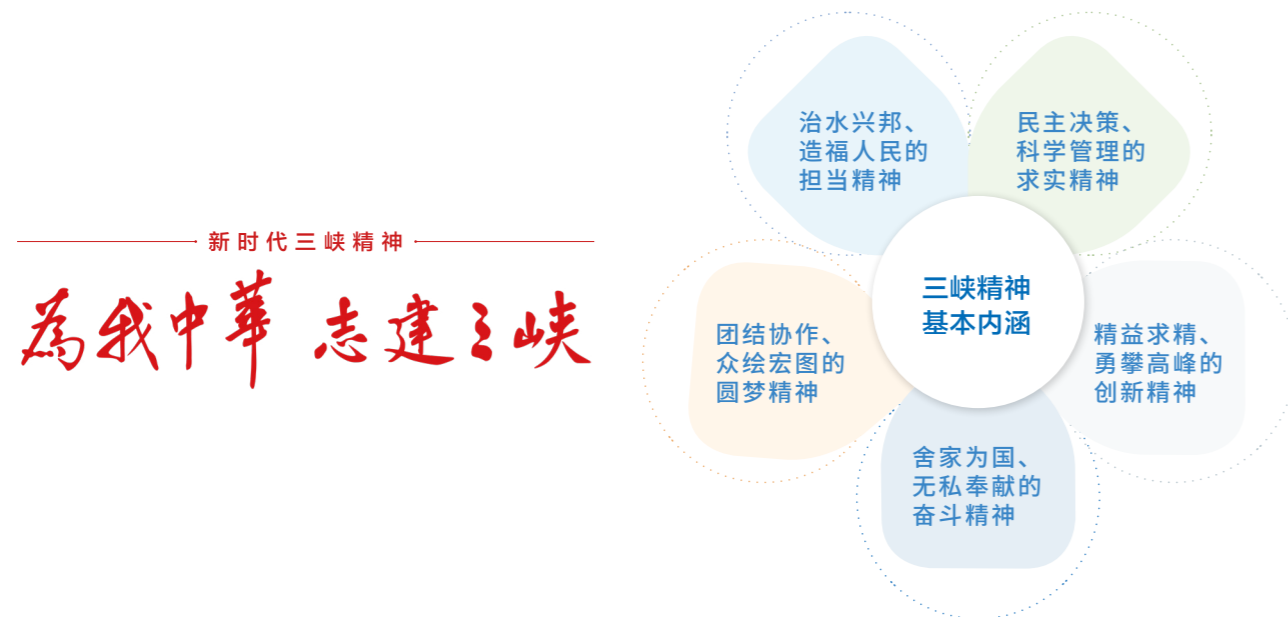 新时代三峡精神
為我中華 志建三峡
治水兴邦、
造福人民的
担当精神
民主决策、
科学管理的
求实精神
三峡精神
基本内涵
团结协作、
众绘宏图的
圆梦精神
精益求精、
勇攀高峰的
创新精神
舍家为国、
无私奉献的
奋斗精神